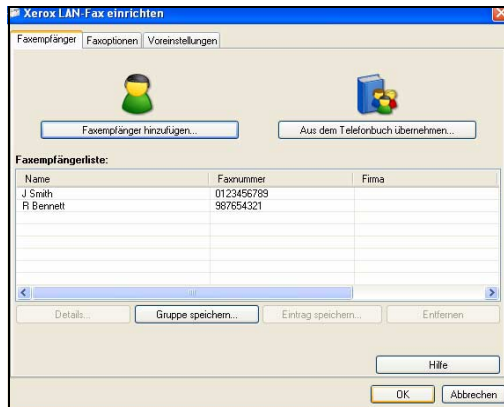 Xerox LAN-Fax einrichten
Faxempfänger Faxoptionen Voreinstellungen
Faxempfänger hinzufügen... Aus dem Telefonbuch übernehmen...
Faxempfängerliste:
Name Faxnummer Firma
J Smith 0123456789
R Bennett 987654321
Details... Gruppe speichern... Eintrag speichern... Entfernen
Hilfe
OK Abbrechen